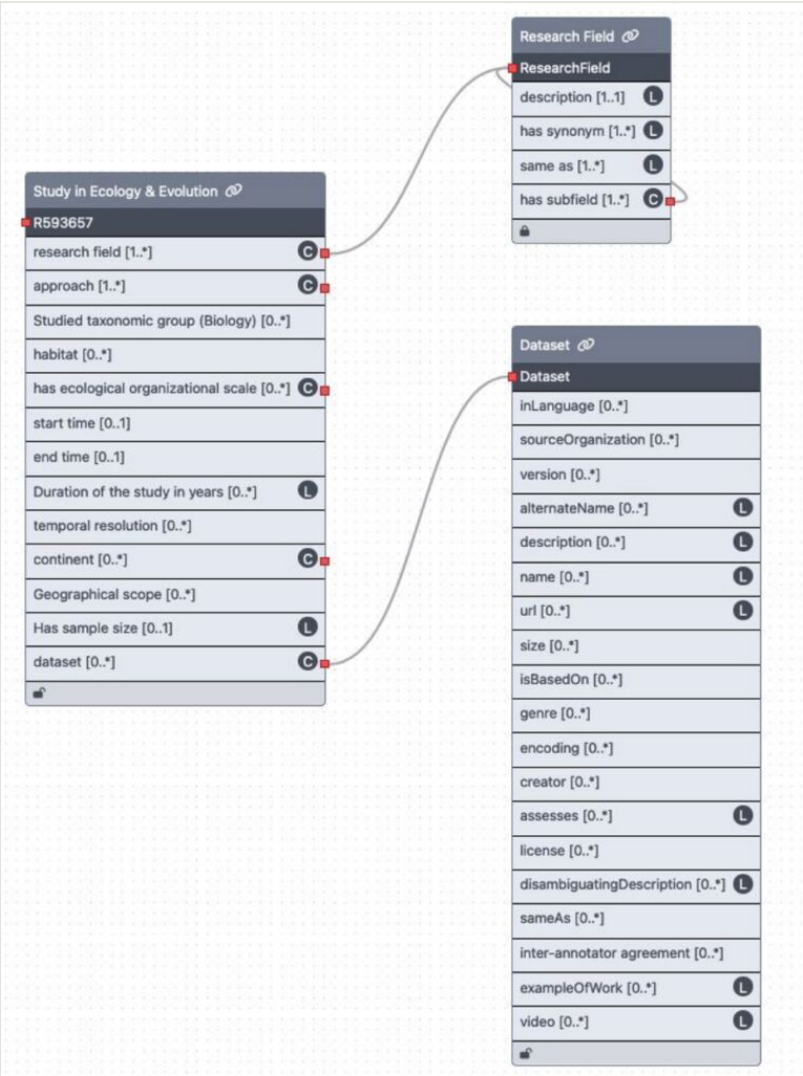 Research Field
ResearchField
description [1..1] L
has synonym [1..*] L
same as [1..*] L
has subfield [1..*] C
Study in Ecology & Evolution
R593657
research field [1..*] C
approach [1..*] C
Studied taxonomic group (Biology) [0..*]
habitat [0..*]
has ecological organizational scale [0..*] C
start time [0..1]
end time [0..1]
Duration of the study in years [0..*] L
temporal resolution [0..*]
continent [0..*] C
Geographical scope [0..*]
Has sample size [0..1] L
dataset [0..*] C
Dataset
Dataset
inLanguage [0..*]
sourceOrganization [0..*]
version [0..*]
alternateName [0..*] L
description [0..*] L
name [0..*] L
url [0..*] L
size [0..*]
isBasedOn [0..*]
genre [0..*]
encoding [0..*]
creator [0..*]
assesses [0..*] L
license [0..*]
disambiguatingDescription [0..*] L
sameAs [0..*]
inter-annotator agreement [0..*]
exampleOfWork [0..*] L
video [0..*] L